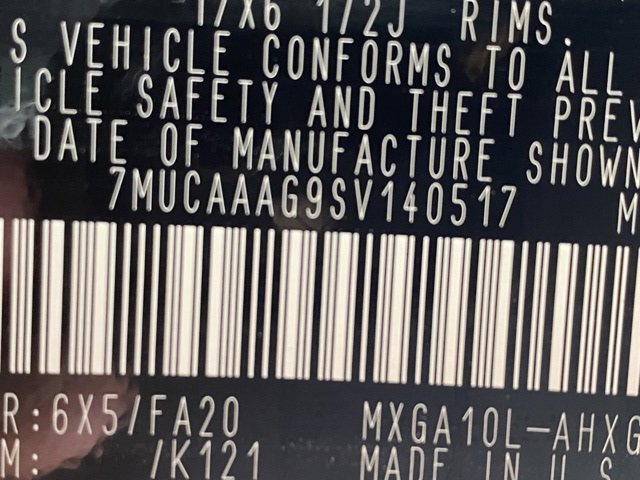 17X6 1/2J RIMS.
S VEHICLE CONFORMS TO ALL
ICLE SAFETY AND THEFT PREV
DATE OF MANUFACTURE SHOWN
7MUCAAAG9SV140517 M
R:6X5/FA20 MXGA10L-AHXG
M: /K121 MADE IN U.S